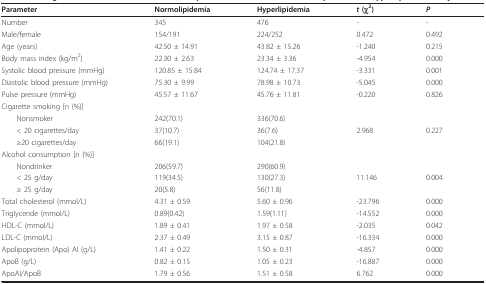 Parameter Normolipidemia Hyperlipidemia t (χ²) P
Number 345 476 - -
Male/female 154/191 224/252 0.472 0.492
Age (years) 42.50 ± 14.91 43.82 ± 15.26 -1.240 0.215
Body mass index (kg/m²) 22.30 ± 2.63 23.34 ± 3.36 -4.954 0.000
Systolic blood pressure (mmHg) 120.85 ± 15.84 124.74 ± 17.37 -3.331 0.001
Diastolic blood pressure (mmHg) 75.30 ± 9.99 78.98 ± 10.73 -5.045 0.000
Pulse pressure (mmHg) 45.57 ± 11.67 45.76 ± 11.81 -0.220 0.826
Cigarette smoking [n (%)]
Nonsmoker 242(70.1) 336(70.6)
< 20 cigarettes/day 37(10.7) 36(7.6) 2.968 0.227
≥20 cigarettes/day 66(19.1) 104(21.8)
Alcohol consumption [n (%)]
Nondrinker 206(59.7) 290(60.9)
< 25 g/day 119(34.5) 130(27.3) 11.146 0.004
≥ 25 g/day 20(5.8) 56(11.8)
Total cholesterol (mmol/L) 4.31 ± 0.59 5.60 ± 0.96 -23.796 0.000
Triglyceride (mmol/L) 0.89(0.42) 1.59(1.11) -14.552 0.000
HDL-C (mmol/L) 1.89 ± 0.41 1.97 ± 0.58 -2.035 0.042
LDL-C (mmol/L) 2.37 ± 0.49 3.15 ± 0.87 -16.334 0.000
Apolipoprotein (Apo) AI (g/L) 1.41 ± 0.22 1.50 ± 0.31 -4.857 0.000
ApoB (g/L) 0.82 ± 0.15 1.05 ± 0.23 -16.887 0.000
ApoAI/ApoB 1.79 ± 0.56 1.51 ± 0.58 6.762 0.000